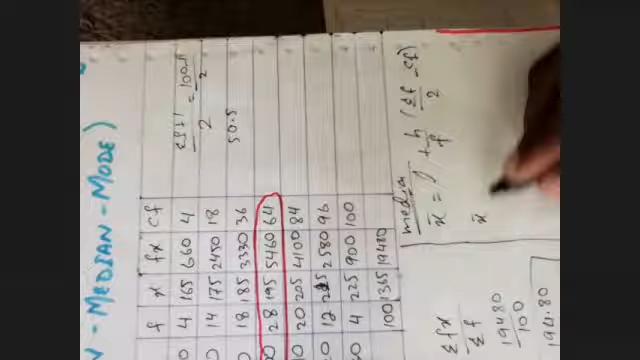 N - MEDIAN - MODE)
f x fx cf
4 165 660 4
14 175 2450 18
18 185 3330 36
28 195 5460 64
20 205 4100 84
12 215 2580 96
4 225 900 100
100 1365 19480
Σf+1 / 2 = 100+1 / 2
50.5
median
x̄ = l + h/f (Σf/2 - cf)
x̄
Σfx / Σf
19480 / 100
194.80